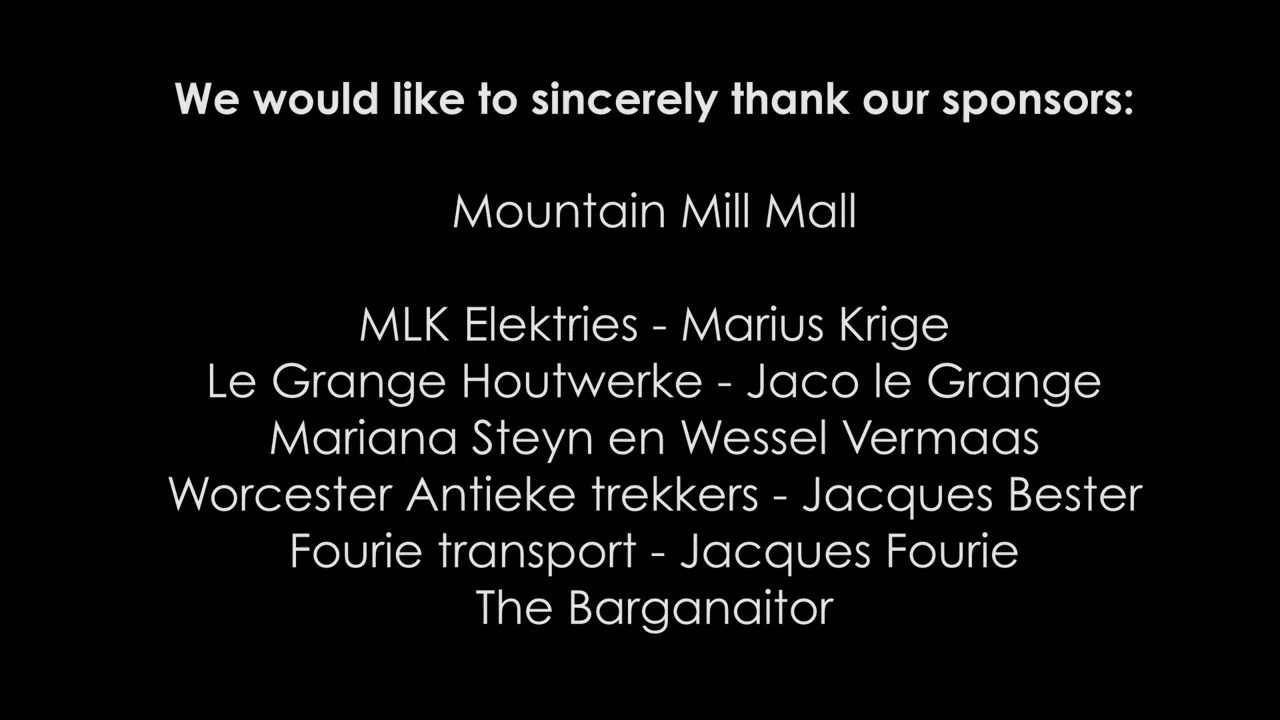 We would like to sincerely thank our sponsors:
Mountain Mill Mall
MLK Elektries - Marius Krige
Le Grange Houtwerke - Jaco le Grange
Mariana Steyn en Wessel Vermaas
Worcester Antieke trekkers - Jacques Bester
Fourie transport - Jacques Fourie
The Barganaitor